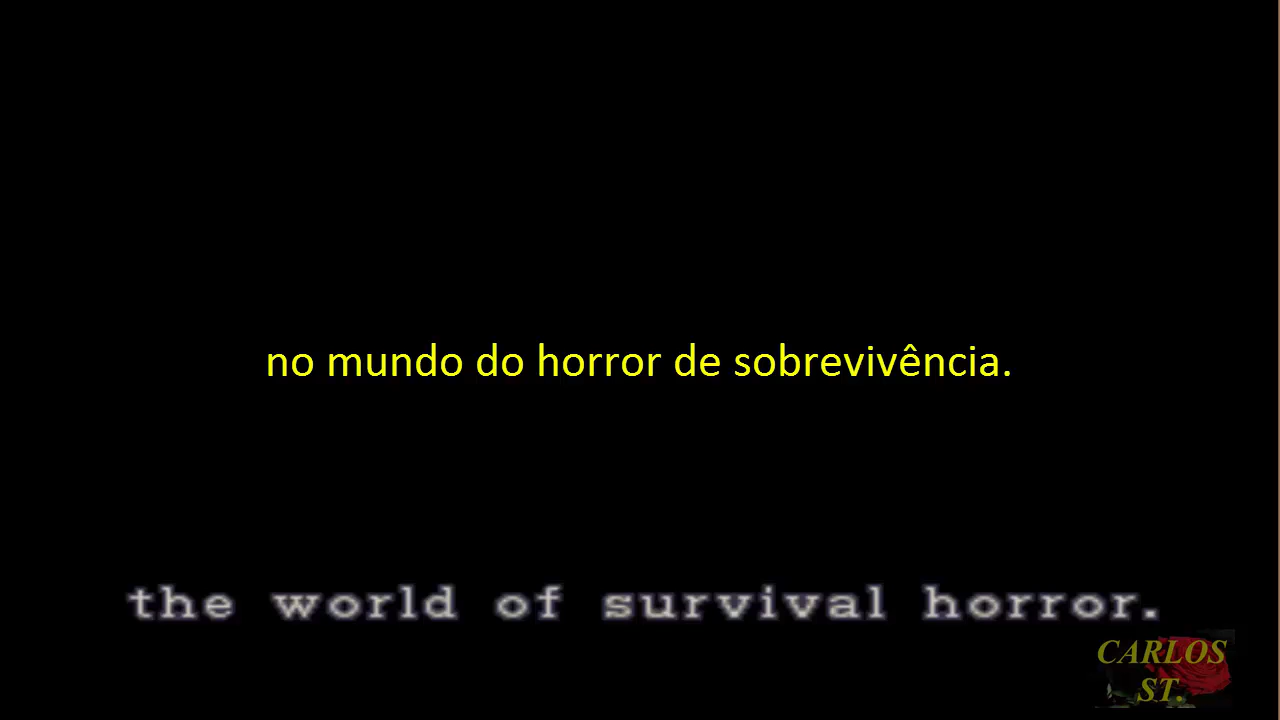 no mundo do horror de sobrevivência.
the world of survival horror.
CARLOS
ST.